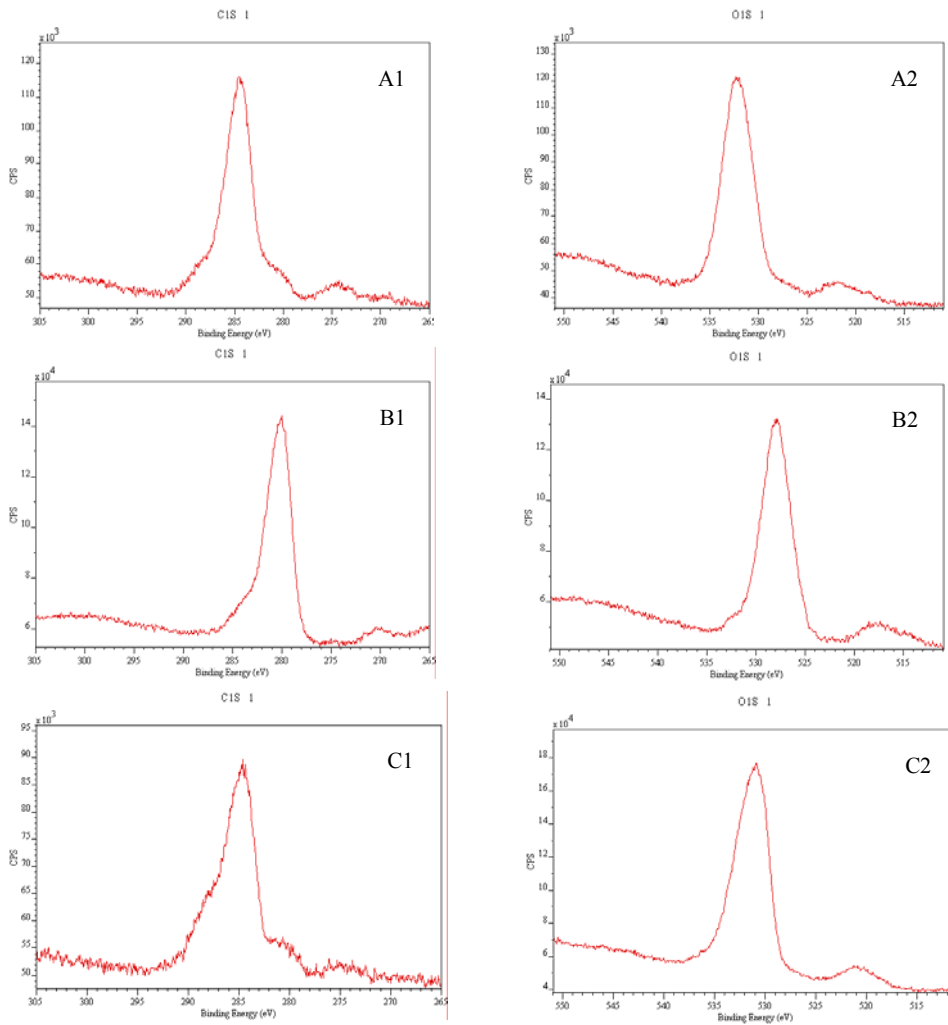 C1S 1
x10^3
A1
120
110
100
90
80
70
60
50
CPS
305 300 295 290 285 280 275 270 265
Binding Energy (eV)
O1S 1
x10^3
A2
130
120
110
100
90
80
70
60
50
40
CPS
550 545 540 535 530 525 520 515
Binding Energy (eV)
C1S 1
x10^4
B1
14
12
10
8
6
CPS
305 300 295 290 285 280 275 270 265
Binding Energy (eV)
O1S 1
x10^4
B2
14
12
10
8
6
CPS
550 545 540 535 530 525 520 515
Binding Energy (eV)
C1S 1
x10^3
C1
95
90
85
80
75
70
65
60
55
50
CPS
305 300 295 290 285 280 275 270 265
Binding Energy (eV)
O1S 1
x10^4
C2
18
16
14
12
10
8
6
4
CPS
550 545 540 535 530 525 520 515
Binding Energy (eV)